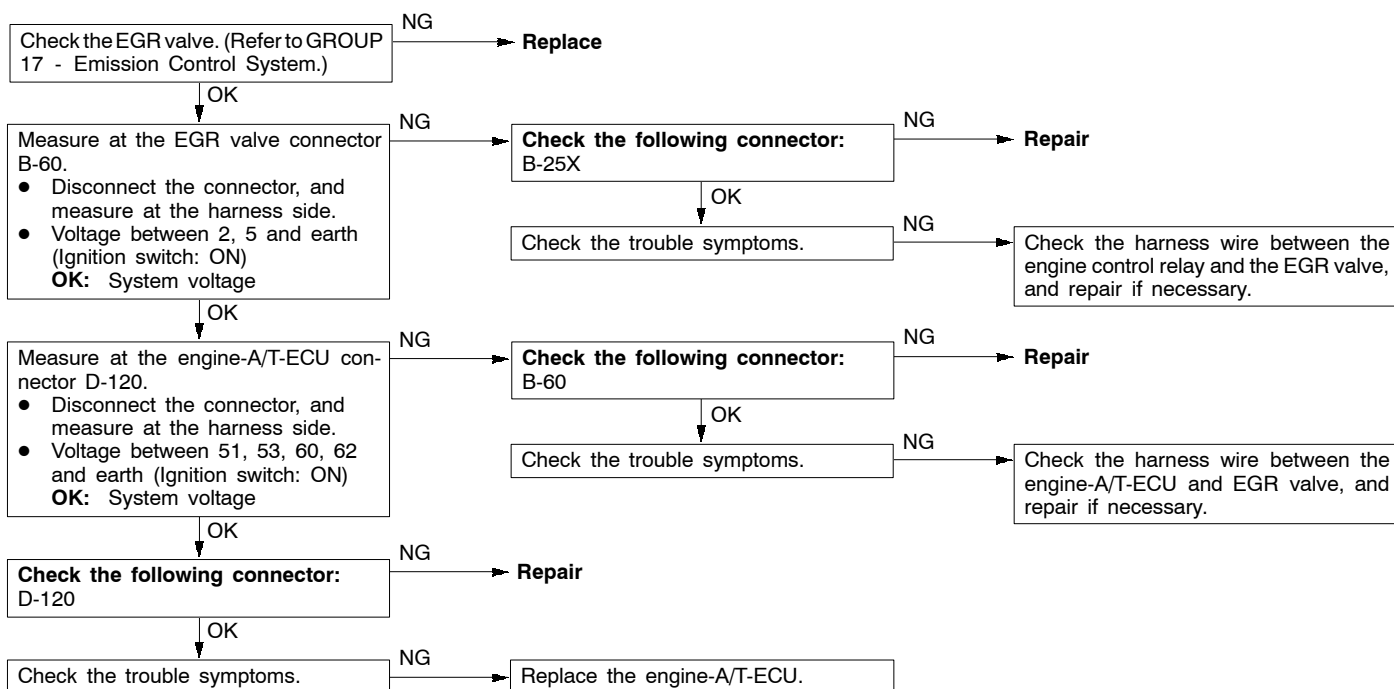 NG
Check the EGR valve. (Refer to GROUP
17 - Emission Control System.)
Replace
OK
Measure at the EGR valve connector
B-60.
● Disconnect the connector, and
measure at the harness side.
● Voltage between 2, 5 and earth
(Ignition switch: ON)
OK: System voltage
NG
Check the following connector:
B-25X
NG
Repair
OK
Check the trouble symptoms.
NG
Check the harness wire between the
engine control relay and the EGR valve,
and repair if necessary.
OK
Measure at the engine-A/T-ECU con-
nector D-120.
● Disconnect the connector, and
measure at the harness side.
● Voltage between 51, 53, 60, 62
and earth (Ignition switch: ON)
OK: System voltage
NG
Check the following connector:
B-60
NG
Repair
OK
Check the trouble symptoms.
NG
Check the harness wire between the
engine-A/T-ECU and EGR valve, and
repair if necessary.
OK
Check the following connector:
D-120
NG
Repair
OK
Check the trouble symptoms.
NG
Replace the engine-A/T-ECU.